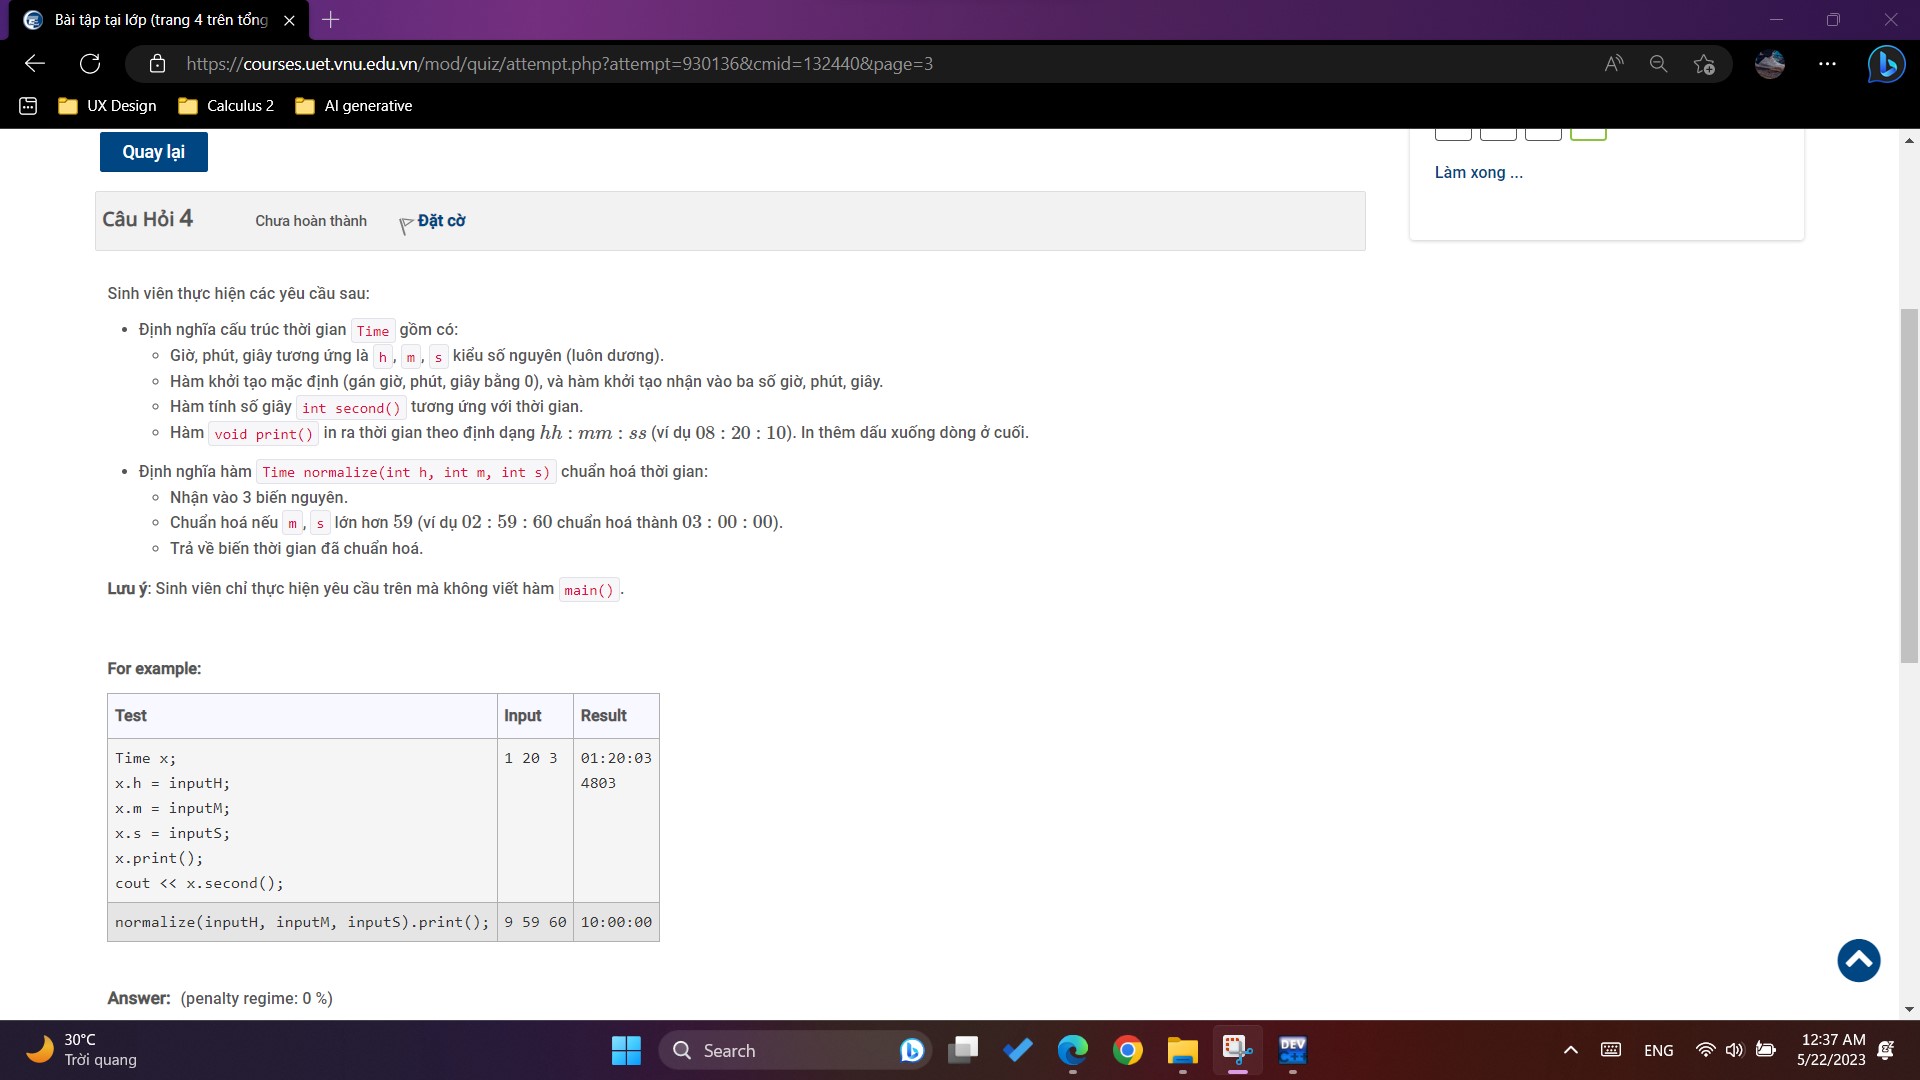 Bài tập tại lớp (trang 4 trên tổng
https://courses.uet.vnu.edu.vn/mod/quiz/attempt.php?attempt=930136&cmid=132440&page=3
UX Design
Calculus 2
AI generative
Quay lại
Làm xong ...
Câu Hỏi 4
Chưa hoàn thành
Đặt cờ
Sinh viên thực hiện các yêu cầu sau:
Định nghĩa cấu trúc thời gian Time gồm có:
Giờ, phút, giây tương ứng là h, m, s kiểu số nguyên (luôn dương).
Hàm khởi tạo mặc định (gán giờ, phút, giây bằng 0), và hàm khởi tạo nhận vào ba số giờ, phút, giây.
Hàm tính số giây int second() tương ứng với thời gian.
Hàm void print() in ra thời gian theo định dạng hh : mm : ss (ví dụ 08 : 20 : 10). In thêm dấu xuống dòng ở cuối.
Định nghĩa hàm Time normalize(int h, int m, int s) chuẩn hoá thời gian:
Nhận vào 3 biến nguyên.
Chuẩn hoá nếu m, s lớn hơn 59 (ví dụ 02 : 59 : 60 chuẩn hoá thành 03 : 00 : 00).
Trả về biến thời gian đã chuẩn hoá.
Lưu ý: Sinh viên chỉ thực hiện yêu cầu trên mà không viết hàm main().
For example:
Test Input Result
Time x; 1 20 3 01:20:03
x.h = inputH; 4803
x.m = inputM;
x.s = inputS;
x.print();
cout << x.second();
normalize(inputH, inputM, inputS).print(); 9 59 60 10:00:00
Answer: (penalty regime: 0 %)
30°C
Trời quang
Search
DEV
C++
ENG
12:37 AM
5/22/2023